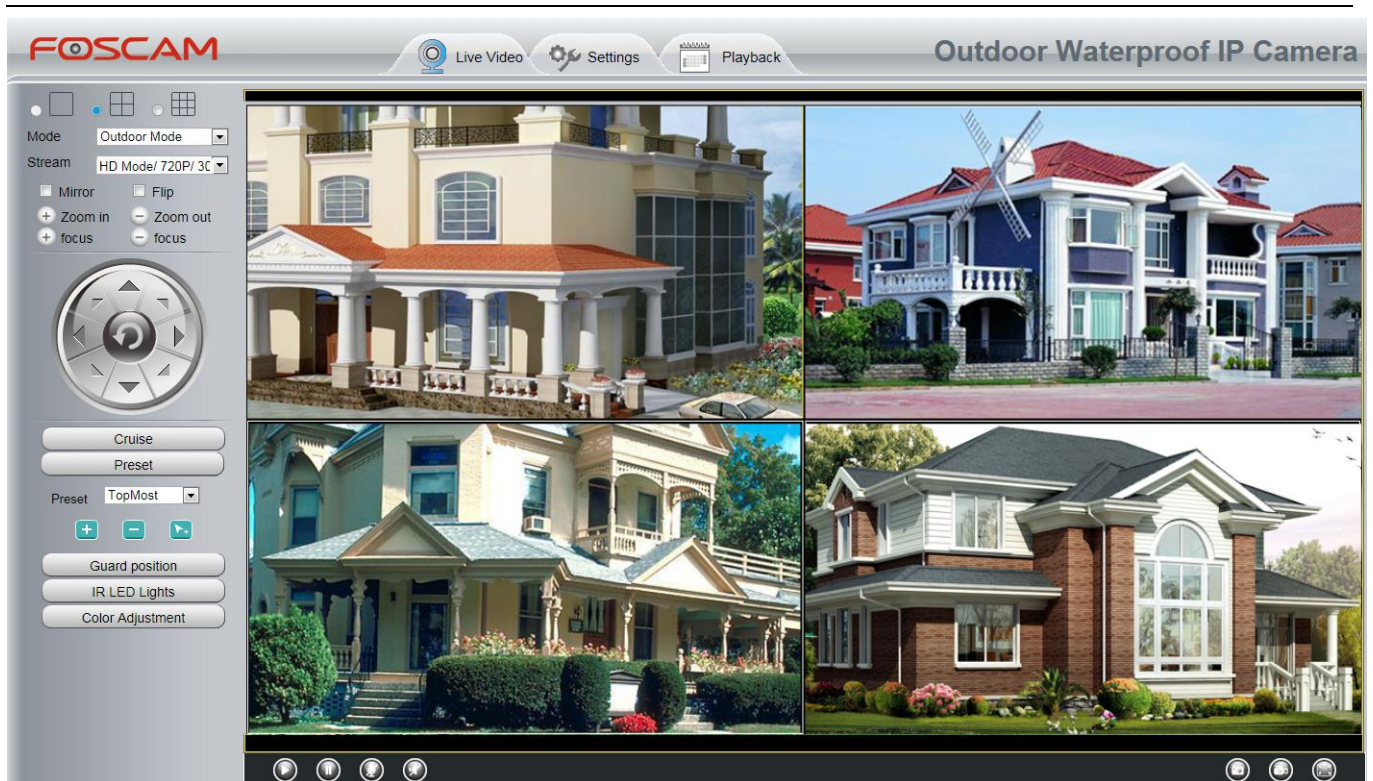 FOSCAM
Live Video
Settings
Playback
Outdoor Waterproof IP Camera
Mode
Outdoor Mode
Stream
HD Mode/ 720P/ 30
Mirror
Flip
Zoom in
Zoom out
focus
focus
Cruise
Preset
Preset
TopMost
Guard position
IR LED Lights
Color Adjustment